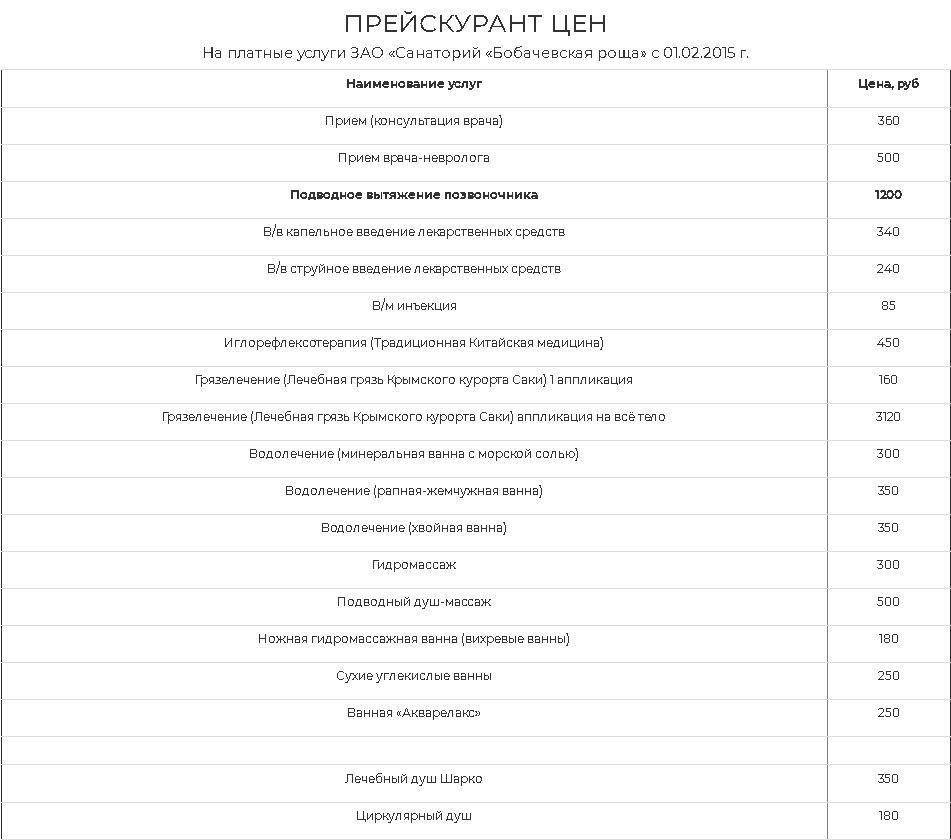 ПРЕЙСКУРАНТ ЦЕН
На платные услуги ЗАО «Санаторий «Бобачевская роща» с 01.02.2015 г.
Наименование услуг Цена, руб
Прием (консультация врача) 360
Прием врача-невролога 500
Подводное вытяжение позвоночника 1200
В/в капельное введение лекарственных средств 340
В/в струйное введение лекарственных средств 240
В/м инъекция 85
Иглорефлексотерапия (Традиционная Китайская медицина) 450
Грязелечение (Лечебная грязь Крымского курорта Саки) 1 аппликация 160
Грязелечение (Лечебная грязь Крымского курорта Саки) аппликация на всё тело 3120
Водолечение (минеральная ванна с морской солью) 300
Водолечение (рапная-жемчужная ванна) 350
Водолечение (хвойная ванна) 350
Гидромассаж 300
Подводный душ-массаж 500
Ножная гидромассажная ванна (вихревые ванны) 180
Сухие углекислые ванны 250
Ванная «Акварелакс» 250
Лечебный душ Шарко 350
Циркулярный душ 180